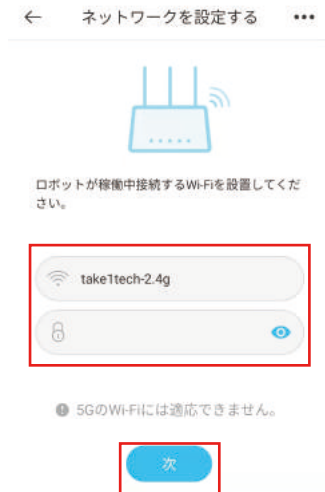 ネットワークを設定する
ロボットが稼働中接続するWi-Fiを設置してくだ
さい。
take1tech-2.4g
5GのWi-Fiには適応できません。
次